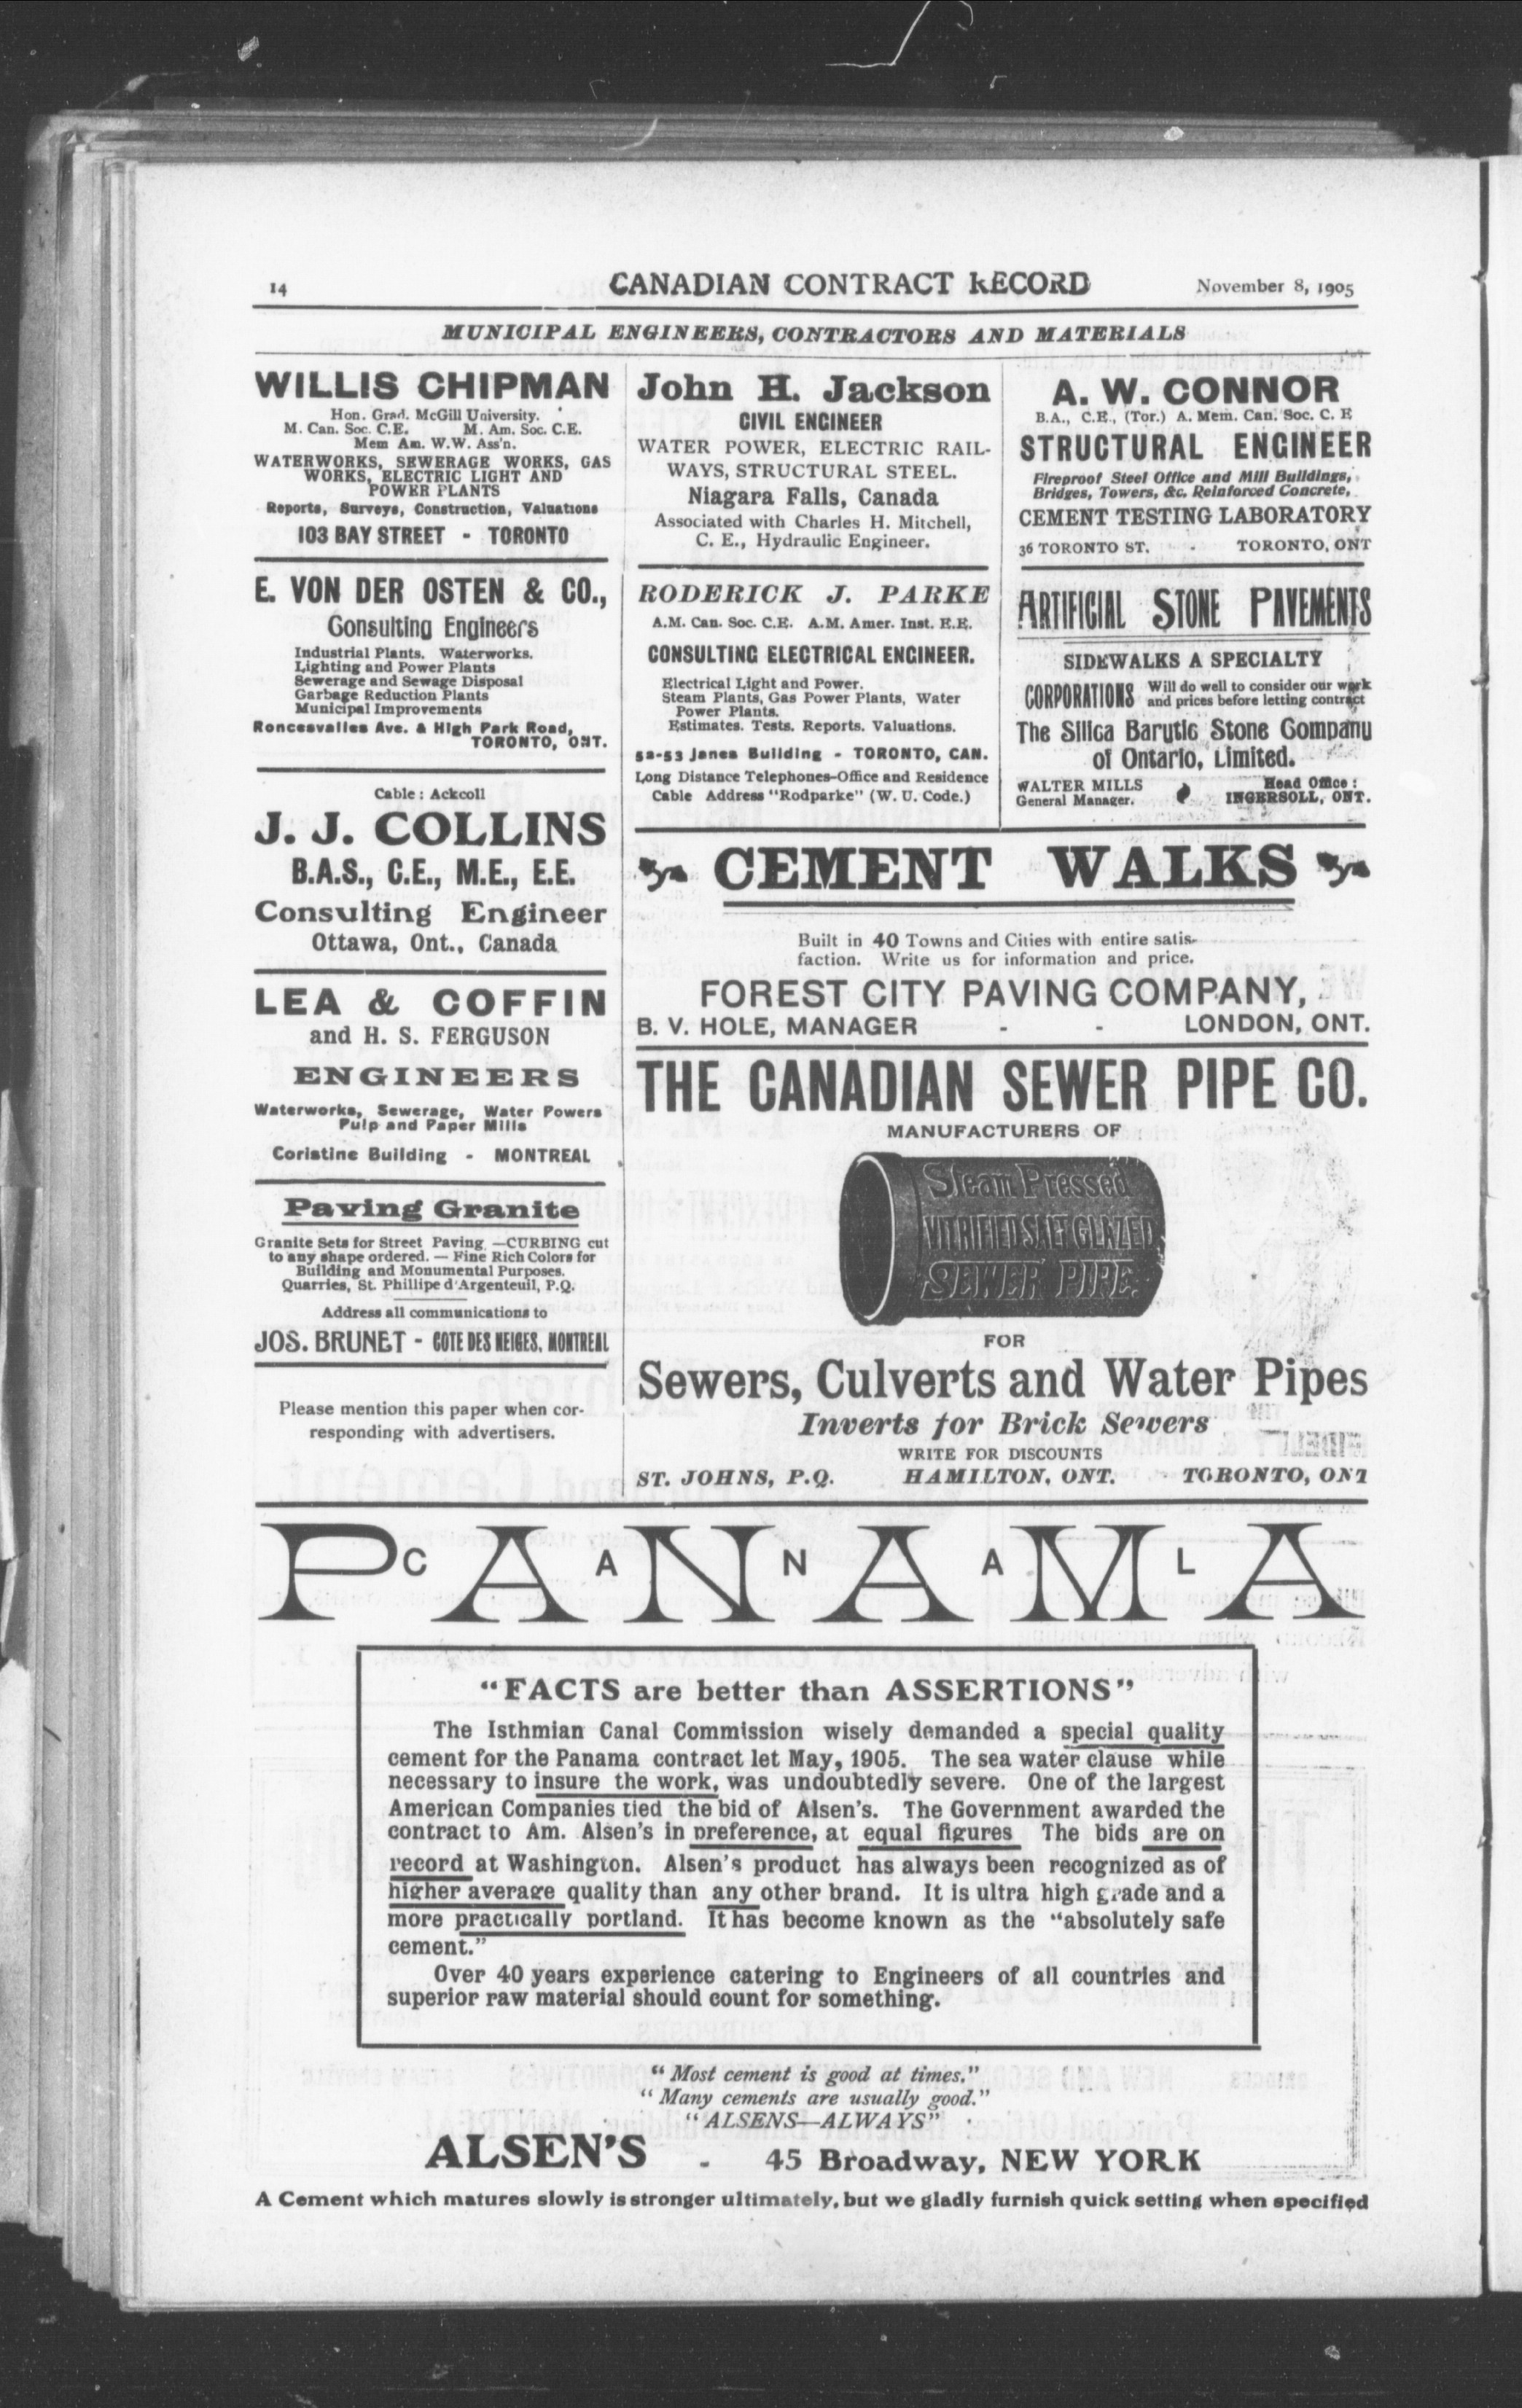 14
CANADIAN CONTRACT RECORD
November 8, 1905
MUNICIPAL ENGINEERS, CONTRACTORS AND MATERIALS
WILLIS CHIPMAN
Hon. Grad. McGill University.
M. Can. Soc. C.E. M. Am. Soc. C.E.
Mem Am. W.W. Ass'n.
WATERWORKS, SEWERAGE WORKS, GAS
WORKS, ELECTRIC LIGHT AND
POWER PLANTS
Reports, Surveys, Construction, Valuations
103 BAY STREET - TORONTO
E. VON DER OSTEN & CO.,
Consulting Engineers
Industrial Plants. Waterworks.
Lighting and Power Plants
Sewerage and Sewage Disposal
Garbage Reduction Plants
Municipal Improvements
Roncesvalles Ave. & High Park Road,
TORONTO, ONT.
Cable : Ackcoll
J. J. COLLINS
B.A.S., C.E., M.E., E.E.
Consulting Engineer
Ottawa, Ont., Canada
LEA & COFFIN
and H. S. FERGUSON
ENGINEERS
Waterworks, Sewerage, Water Powers
Pulp and Paper Mills
Coristine Building - MONTREAL
Paving Granite
Granite Sets for Street Paving.—CURBING cut
to any shape ordered. — Fine Rich Colors for
Building and Monumental Purposes.
Quarries, St. Phillipe d'Argenteuil, P.Q.
Address all communications to
JOS. BRUNET - COTE DES NEIGES, MONTREAL
Please mention this paper when cor-
responding with advertisers.
John H. Jackson
CIVIL ENGINEER
WATER POWER, ELECTRIC RAIL-
WAYS, STRUCTURAL STEEL.
Niagara Falls, Canada
Associated with Charles H. Mitchell,
C. E., Hydraulic Engineer.
RODERICK J. PARKE
A.M. Can. Soc. C.E. A.M. Amer. Inst. E.E.
CONSULTING ELECTRICAL ENGINEER.
Electrical Light and Power.
Steam Plants, Gas Power Plants, Water
Power Plants.
Estimates. Tests. Reports. Valuations.
52-53 Janes Building - TORONTO, CAN.
Long Distance Telephones-Office and Residence
Cable Address "Rodparke" (W. U. Code.)
A. W. CONNOR
B.A., C.E., (Tor.) A. Mem. Can. Soc. C. E
STRUCTURAL ENGINEER
Fireproof Steel Office and Mill Buildings,
Bridges, Towers, &c. Reinforced Concrete,
CEMENT TESTING LABORATORY
36 TORONTO ST. - TORONTO, ONT
ARTIFICIAL STONE PAVEMENTS
SIDEWALKS A SPECIALTY
CORPORATIONS Will do well to consider our work
and prices before letting contract
The Silica Barytic Stone Company
of Ontario, Limited.
WALTER MILLS
General Manager.
Head Office :
INGERSOLL, ONT.
CEMENT WALKS
Built in 40 Towns and Cities with entire satis-
faction. Write us for information and price.
FOREST CITY PAVING COMPANY,
B. V. HOLE, MANAGER - - LONDON, ONT.
THE CANADIAN SEWER PIPE CO.
MANUFACTURERS OF
Steam Pressed
VITRIFIED SALT GLAZED
SEWER PIPE.
FOR
Sewers, Culverts and Water Pipes
Inverts for Brick Sewers
WRITE FOR DISCOUNTS
ST. JOHNS, P.Q. HAMILTON, ONT. TORONTO, ONT
PANAMA
CANAL
"FACTS are better than ASSERTIONS"
The Isthmian Canal Commission wisely demanded a special quality
cement for the Panama contract let May, 1905. The sea water clause while
necessary to insure the work, was undoubtedly severe. One of the largest
American Companies tied the bid of Alsen's. The Government awarded the
contract to Am. Alsen's in preference, at equal figures The bids are on
record at Washington. Alsen's product has always been recognized as of
higher average quality than any other brand. It is ultra high grade and a
more practically portland. It has become known as the "absolutely safe
cement."
Over 40 years experience catering to Engineers of all countries and
superior raw material should count for something.
"Most cement is good at times."
"Many cements are usually good."
"ALSENS—ALWAYS"
ALSEN'S - 45 Broadway, NEW YORK
A Cement which matures slowly is stronger ultimately, but we gladly furnish quick setting when specified